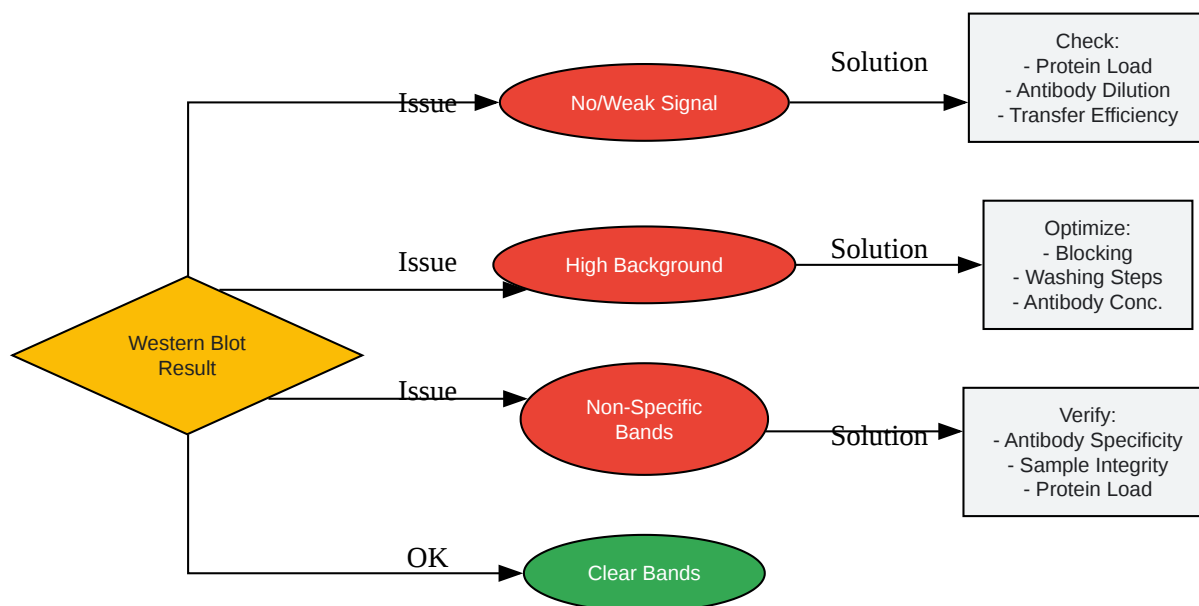 Issue
No/Weak Signal
Solution
Check:
- Protein Load
- Antibody Dilution
- Transfer Efficiency
Issue
High Background
Solution
Optimize:
- Blocking
- Washing Steps
- Antibody Conc.
Western Blot
Result
Issue
Non-Specific
Bands
Solution
Verify:
- Antibody Specificity
- Sample Integrity
- Protein Load
OK
Clear Bands